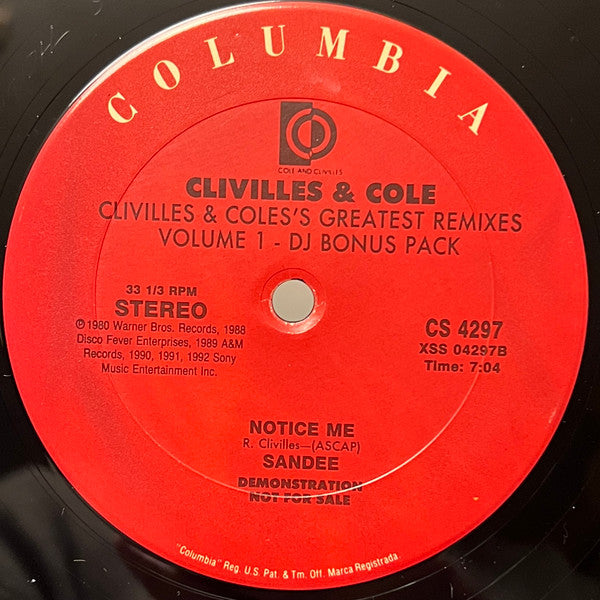 COLUMBIA
COLE AND CLIVILLES
CLIVILLES & COLE
CLIVILLES & COLES'S GREATEST REMIXES
VOLUME 1 - DJ BONUS PACK
33 1/3 RPM
STEREO
℗1980 Warner Bros. Records, 1988
Disco Fever Enterprises, 1989 A&M
Records, 1990, 1991, 1992 Sony
Music Entertainment Inc.
CS 4297
XSS 04297B
Time: 7:04
NOTICE ME
R. Clivilles—(ASCAP)
SANDEE
DEMONSTRATION
NOT FOR SALE
"Columbia" Reg. U.S. Pat. & Tm. Off. Marca Registrada